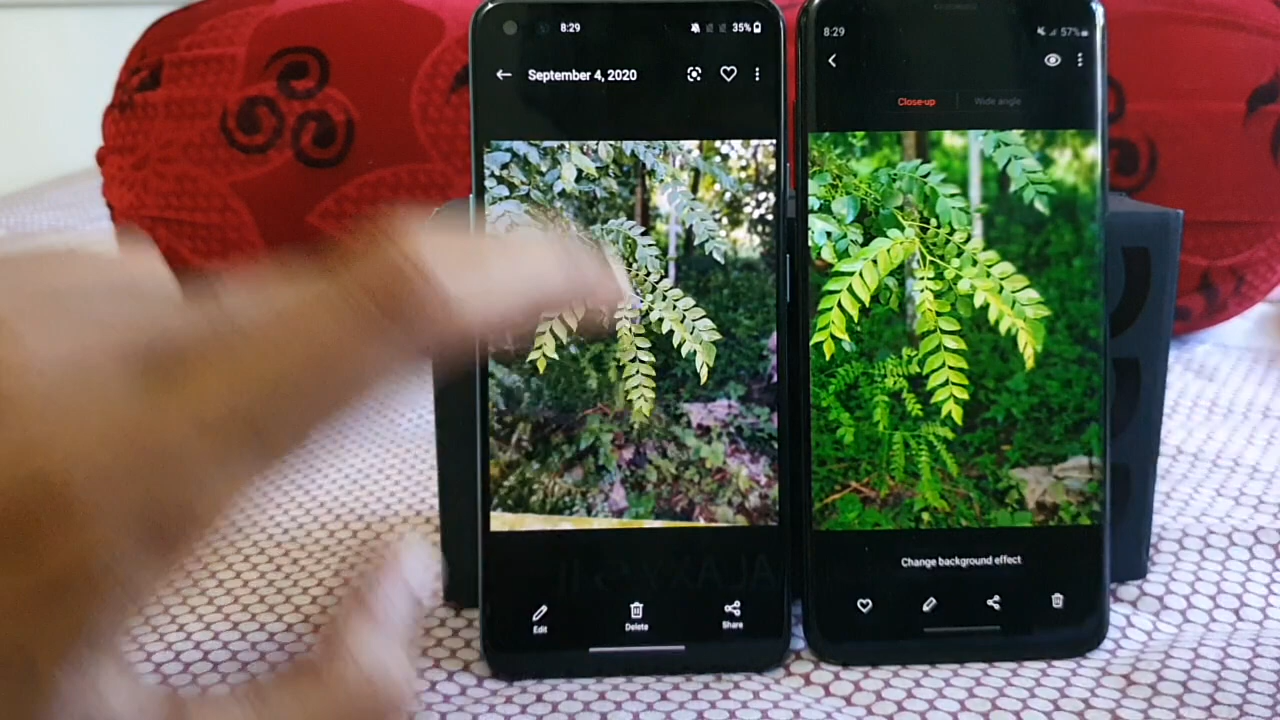 8:29
35%
September 4, 2020
Edit
Delete
Share
8:29
57%
Close-up
Wide angle
Change background effect